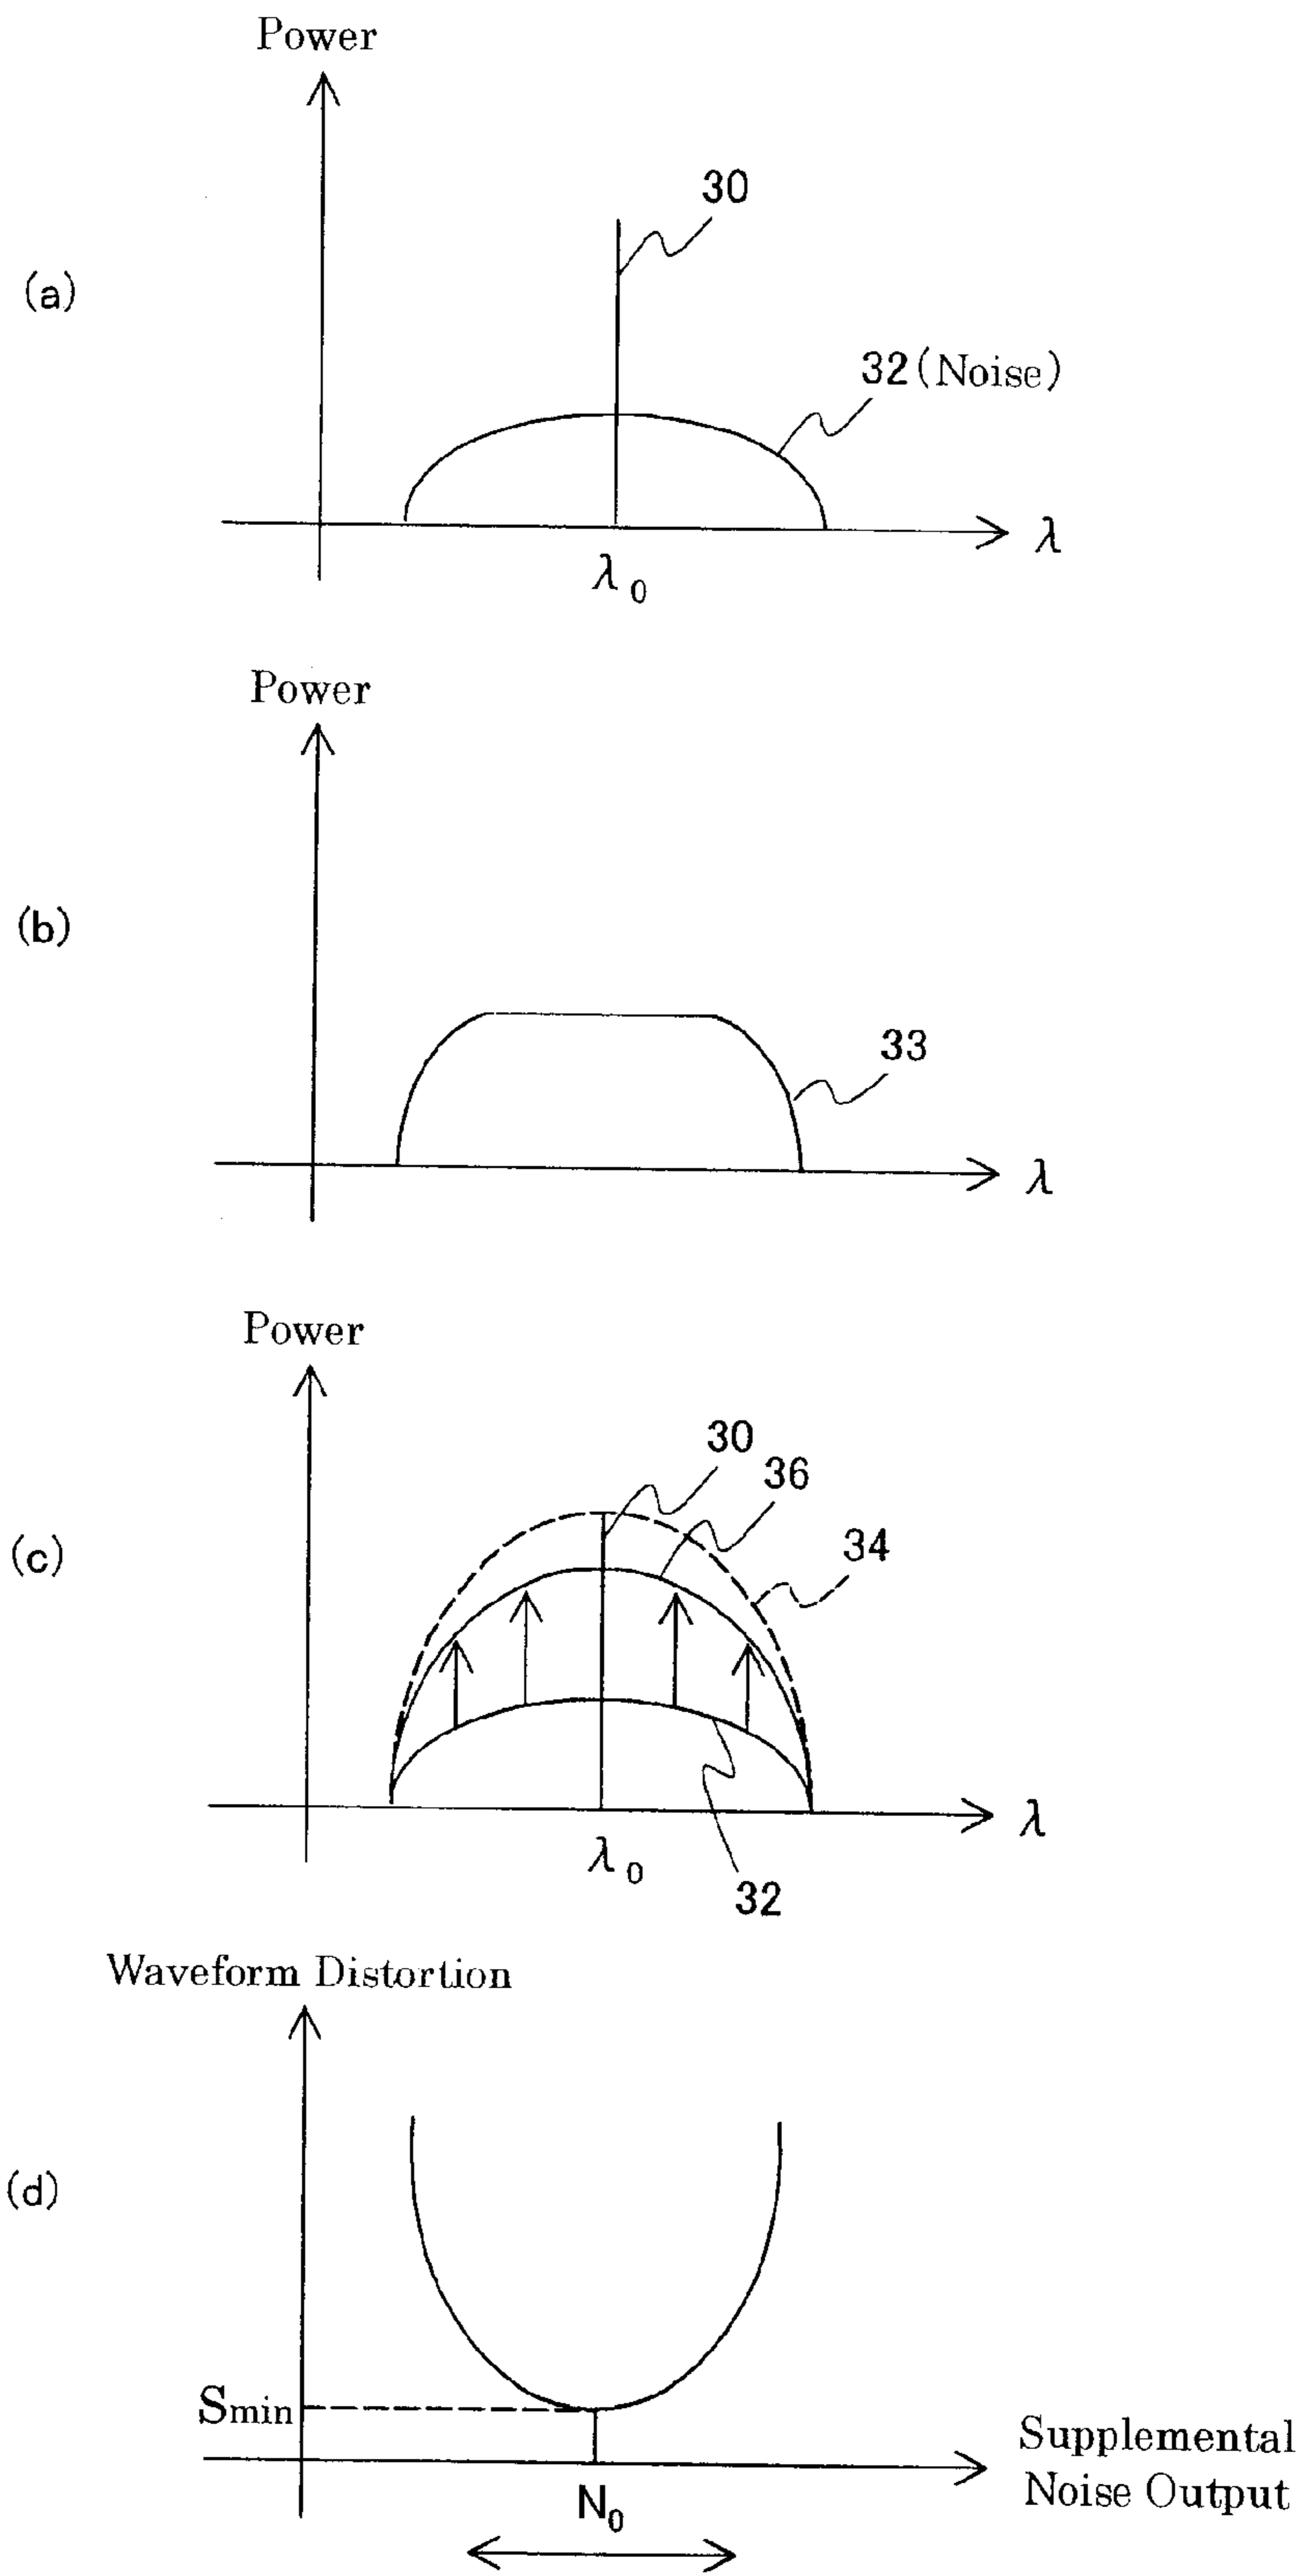 Power
30
(a)
32(Noise)
λ
λ0
Power
(b)
33
λ
Power
30
36
(c)
34
λ
λ0
32
Waveform Distortion
(d)
Smin
Supplemental
Noise Output
N0